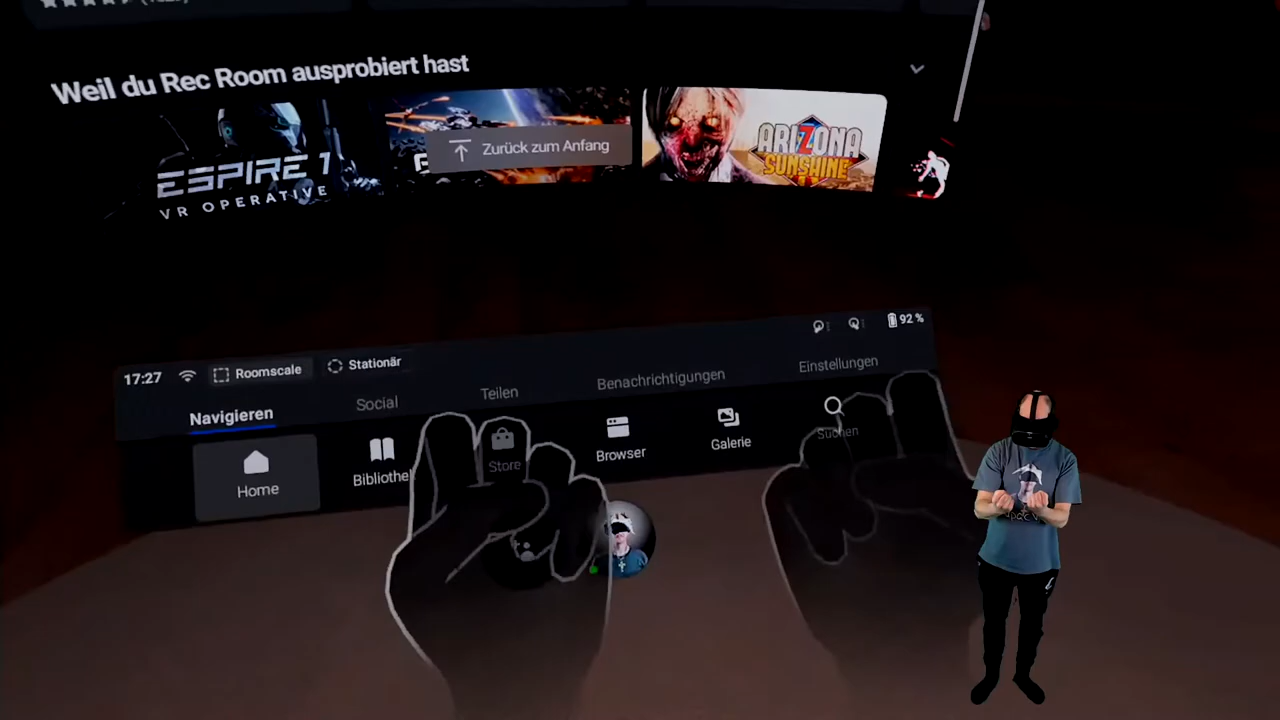 Weil du Rec Room ausprobiert hast
ESPIRE 1
VR OPERATIVE
Zurück zum Anfang
ARIZONA
SUNSHINE
17:27
Roomscale
Stationär
92 %
Navigieren
Social
Teilen
Benachrichtigungen
Einstellungen
Home
Store
Browser
Galerie
Suchen